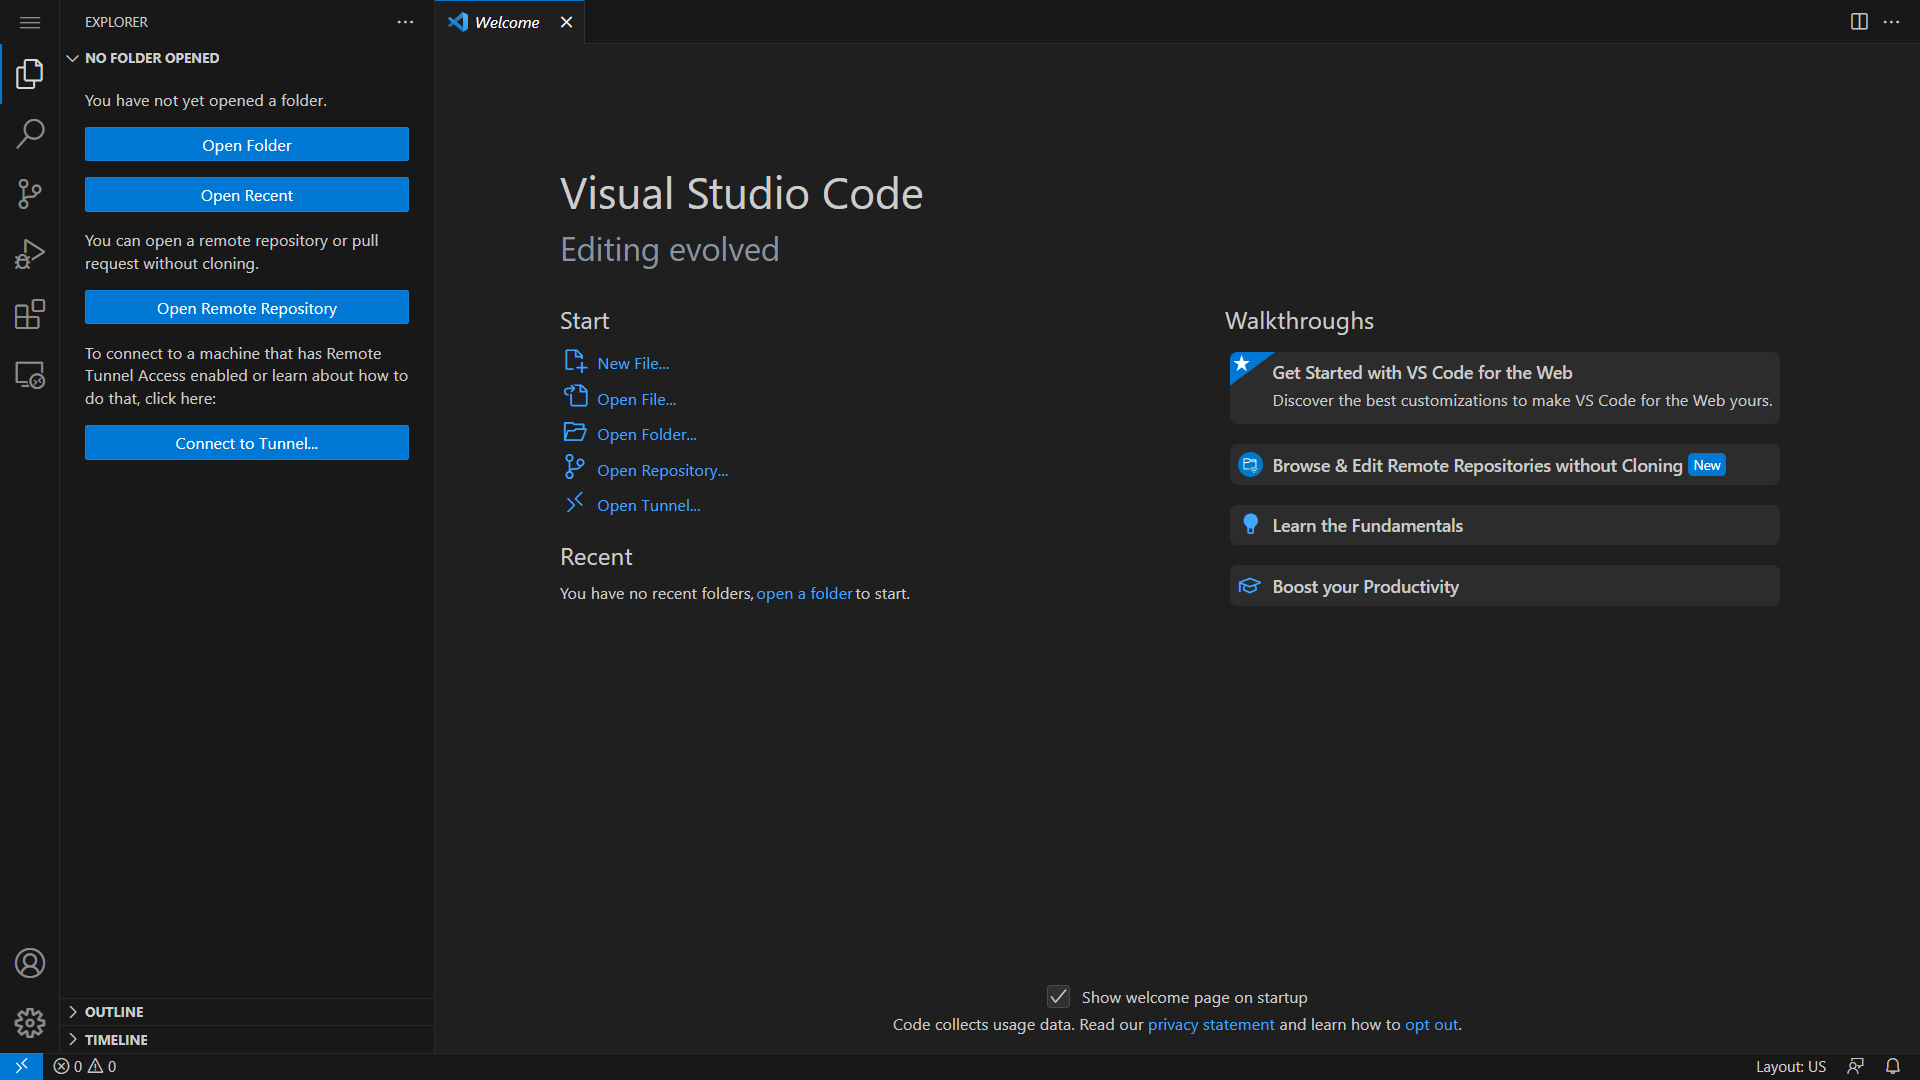 EXPLORER
NO FOLDER OPENED
You have not yet opened a folder.
Open Folder
Open Recent
You can open a remote repository or pull
request without cloning.
Open Remote Repository
To connect to a machine that has Remote
Tunnel Access enabled or learn about how to
do that, click here:
Connect to Tunnel...
OUTLINE
TIMELINE
Welcome
Visual Studio Code
Editing evolved
Start
New File...
Open File...
Open Folder...
Open Repository...
Open Tunnel...
Recent
You have no recent folders, open a folder to start.
Walkthroughs
Get Started with VS Code for the Web
Discover the best customizations to make VS Code for the Web yours.
Browse & Edit Remote Repositories without Cloning New
Learn the Fundamentals
Boost your Productivity
Show welcome page on startup
Code collects usage data. Read our privacy statement and learn how to opt out.
0 0
Layout: US